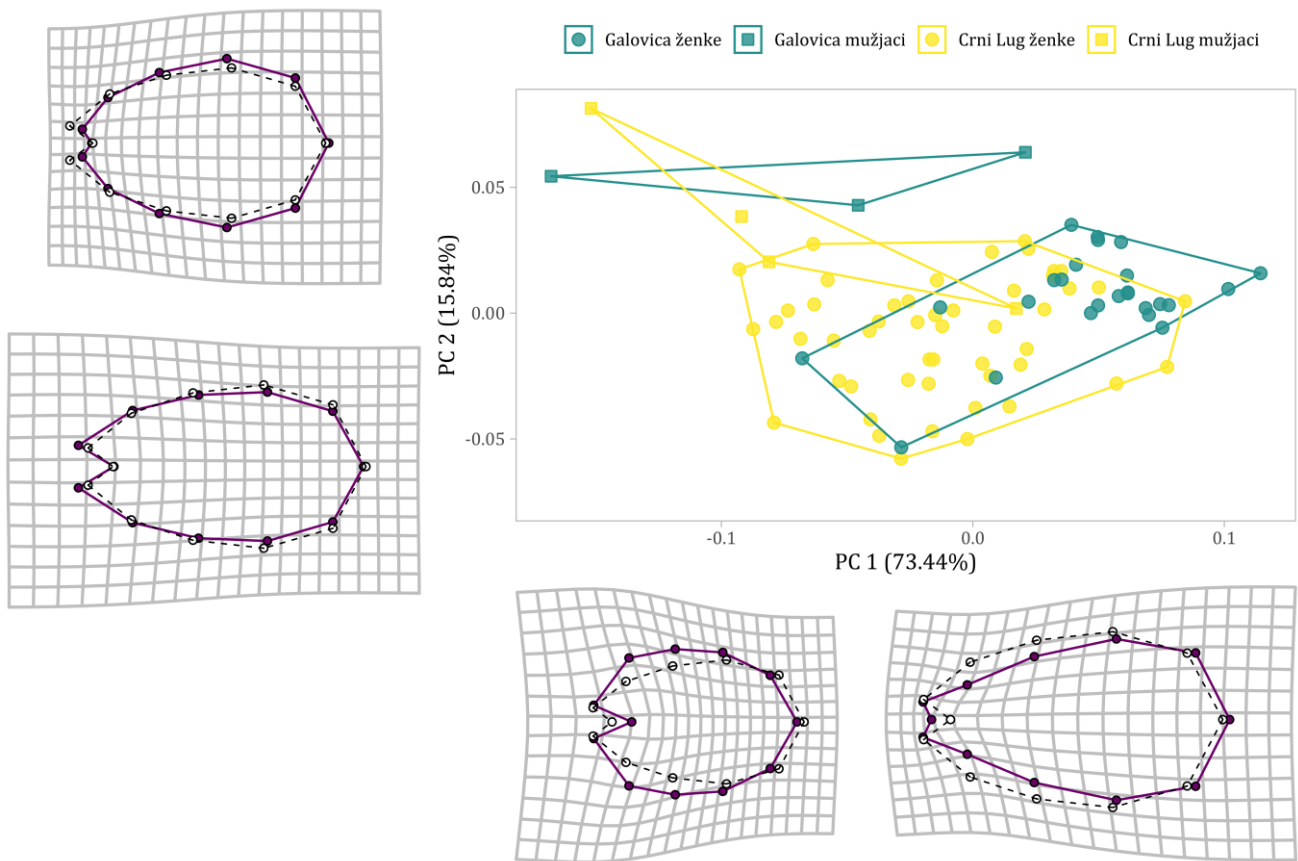 Galovica ženke Galovica mužjaci Crni Lug ženke Crni Lug mužjaci
0.05
0.00
-0.05
PC 2 (15.84%)
-0.1 0.0 0.1
PC 1 (73.44%)